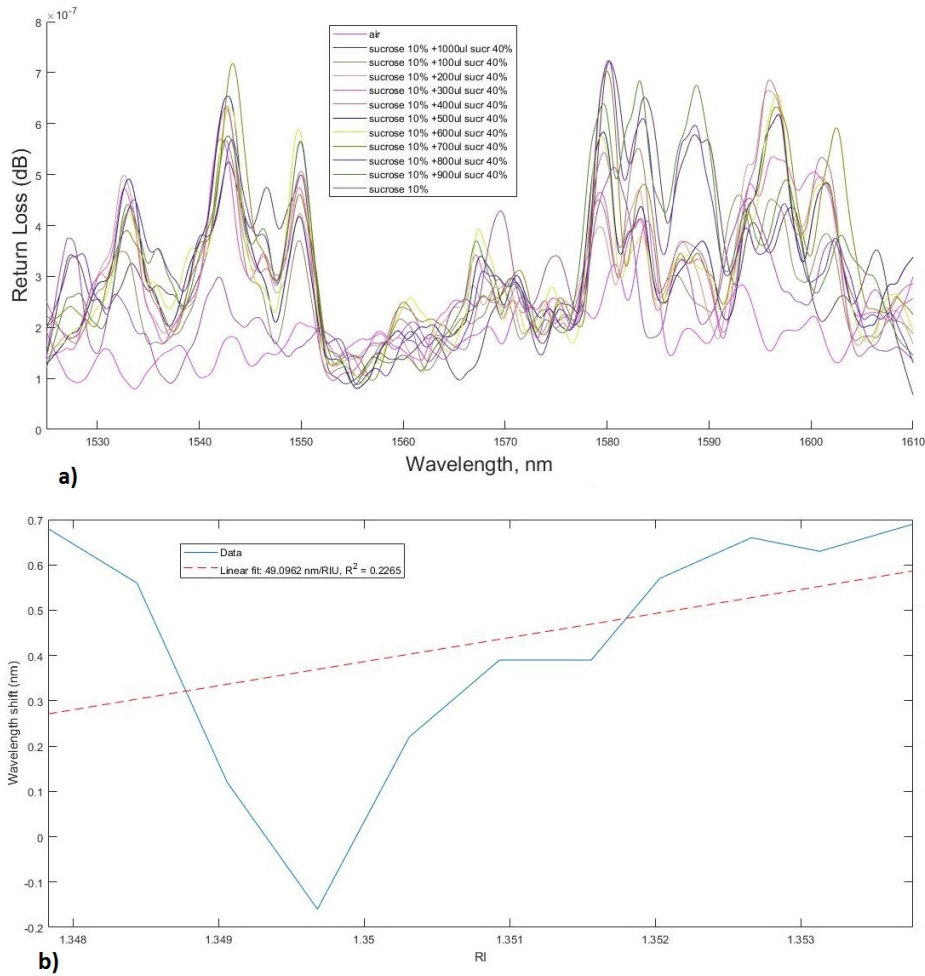 ×10⁻⁷
8
7
6
5
4
3
2
1
0
Return Loss (dB)
air
sucrose 10% +1000ul sucr 40%
sucrose 10% +100ul sucr 40%
sucrose 10% +200ul sucr 40%
sucrose 10% +300ul sucr 40%
sucrose 10% +400ul sucr 40%
sucrose 10% +500ul sucr 40%
sucrose 10% +600ul sucr 40%
sucrose 10% +700ul sucr 40%
sucrose 10% +800ul sucr 40%
sucrose 10% +900ul sucr 40%
sucrose 10%
1530 1540 1550 1560 1570 1580 1590 1600 1610
Wavelength, nm
a)
0.7
0.6
0.5
0.4
0.3
0.2
0.1
0
-0.1
-0.2
Wavelength shift (nm)
Data
Linear fit: 49.0962 nm/RIU, R² = 0.2265
1.348 1.349 1.35 1.351 1.352 1.353
RI
b)